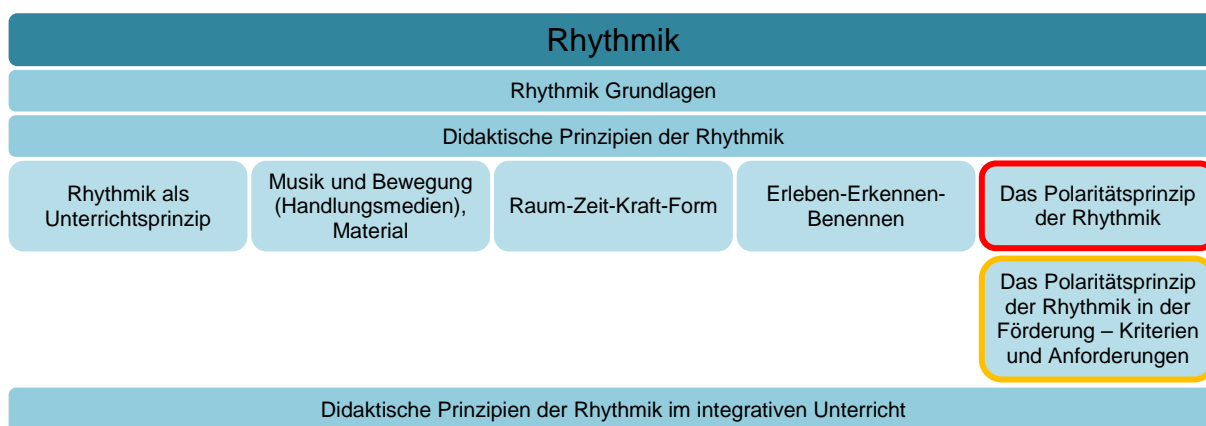 Rhythmik
Rhythmik Grundlagen
Didaktische Prinzipien der Rhythmik
Rhythmik als
Unterrichtsprinzip
Musik und Bewegung
(Handlungsmedien),
Material
Raum-Zeit-Kraft-Form
Erleben-Erkennen-
Benennen
Das Polaritätsprinzip
der Rhythmik
Das Polaritätsprinzip
der Rhythmik in der
Förderung – Kriterien
und Anforderungen
Didaktische Prinzipien der Rhythmik im integrativen Unterricht